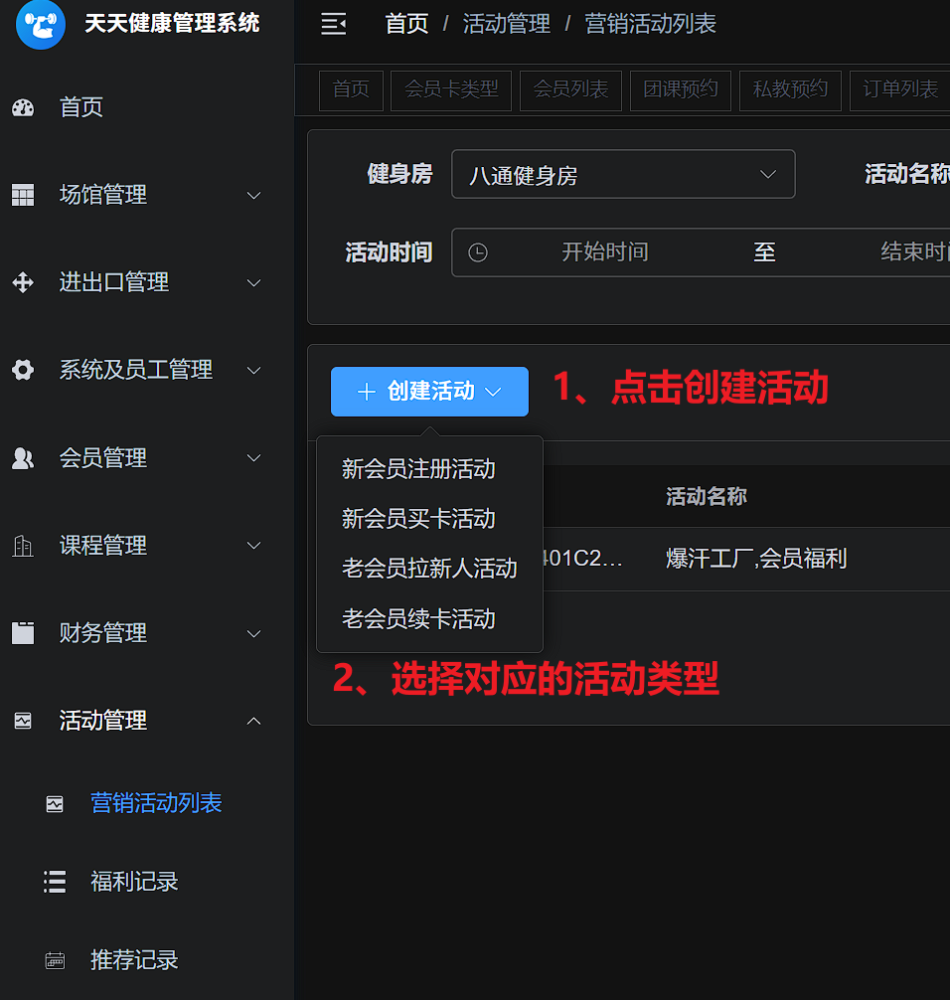 天天健康管理系统
首页
场馆管理
进出口管理
系统及员工管理
会员管理
课程管理
财务管理
活动管理
营销活动列表
福利记录
推荐记录
首页 / 活动管理 / 营销活动列表
首页 会员卡类型 会员列表 团课预约 私教预约 订单列表
健身房 八通健身房 活动名称
活动时间 开始时间 至 结束时间
创建活动
1、点击创建活动
新会员注册活动
新会员买卡活动
老会员拉新人活动
老会员续卡活动
活动名称
401C2... 爆汗工厂,会员福利
2、选择对应的活动类型